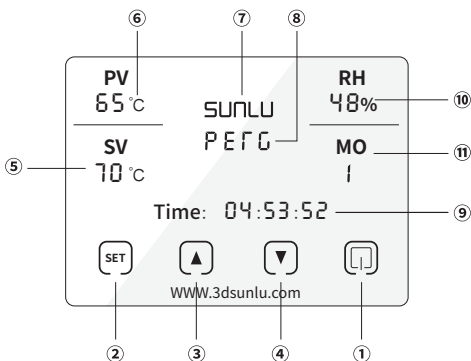 ⑥ ⑦ ⑧
PV RH
65℃ SUNLU 48% ⑩
PETG
SV MO ⑪
⑤ 70℃ 1
Time: 04:53:52 ⑨
SET ▲ ▼
WWW.3dsunlu.com
② ③ ④ ①